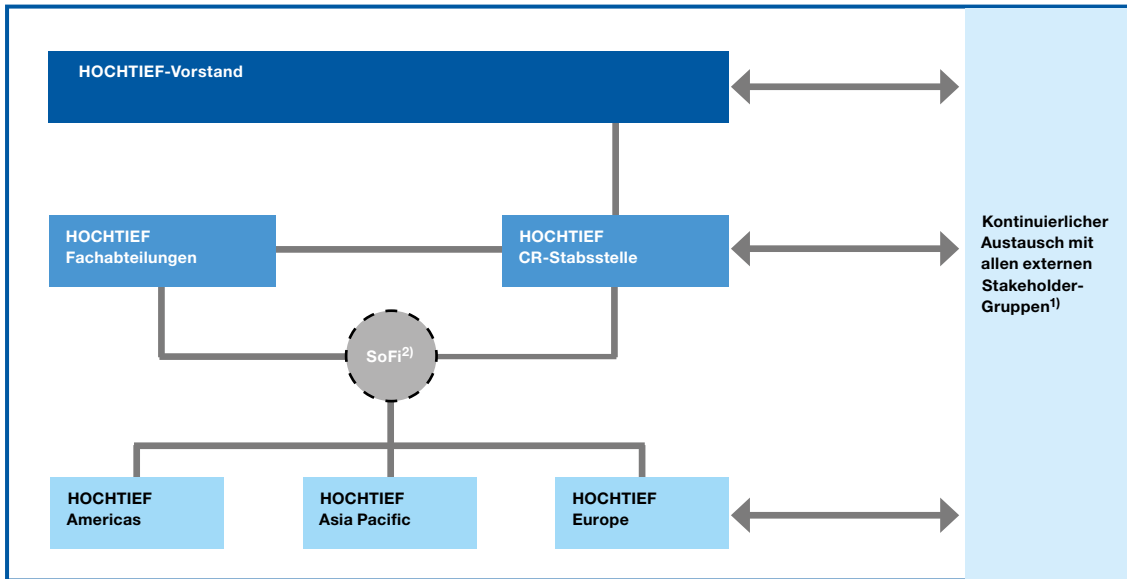 HOCHTIEF-Vorstand
HOCHTIEF
Fachabteilungen
HOCHTIEF
CR-Stabsstelle
Kontinuierlicher
Austausch mit
allen externen
Stakeholder-
Gruppen¹⁾
SoFi²⁾
HOCHTIEF
Americas
HOCHTIEF
Asia Pacific
HOCHTIEF
Europe